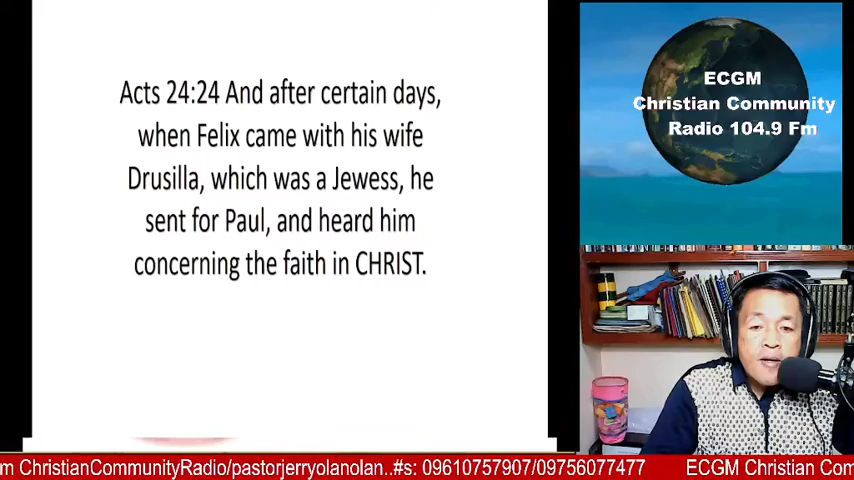 Acts 24:24 And after certain days,
when Felix came with his wife
Drusilla, which was a Jewess, he
sent for Paul, and heard him
concerning the faith in CHRIST.
ECGM
Christian Community
Radio 104.9 Fm
m ChristianCommunityRadio/pastorjerryolanolan..#s: 09610757907/09756077477 ECGM Christian Com